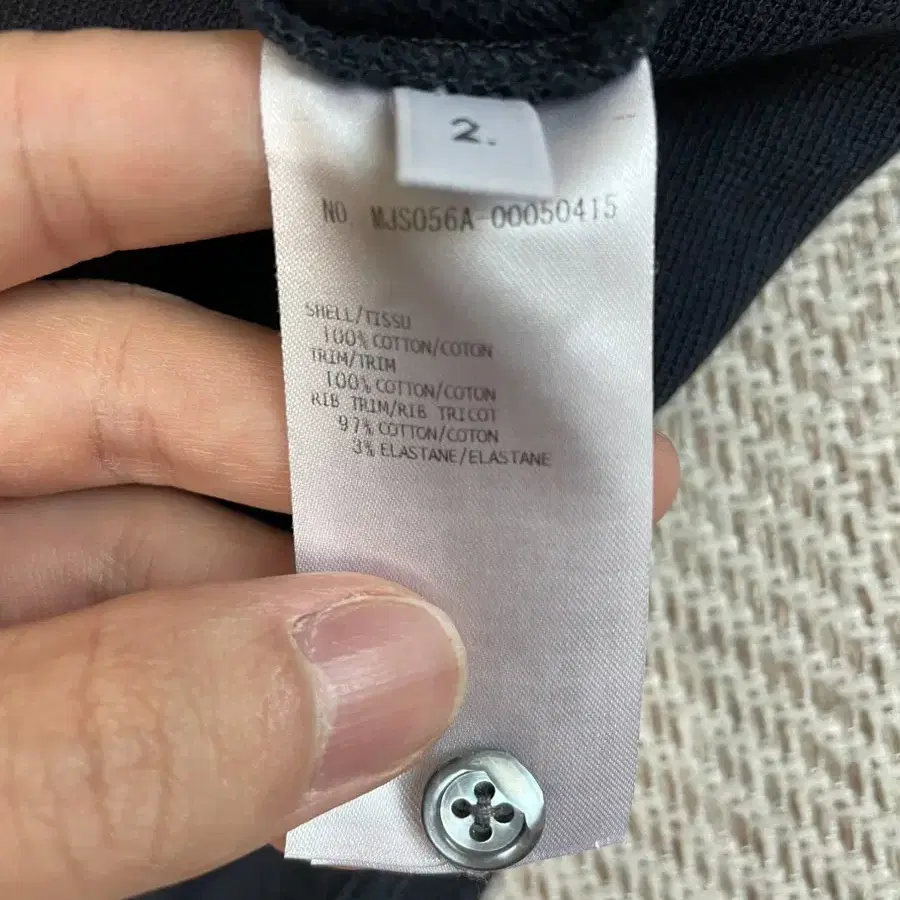 2.
NO. MJS056A-00050415
SHELL/TISSU
100% COTTON/COTON
TRIM/TRIM
100% COTTON/COTON
RIB TRIM/RIB TRICOT
97% COTTON/COTON
3% ELASTANE/ELASTANE